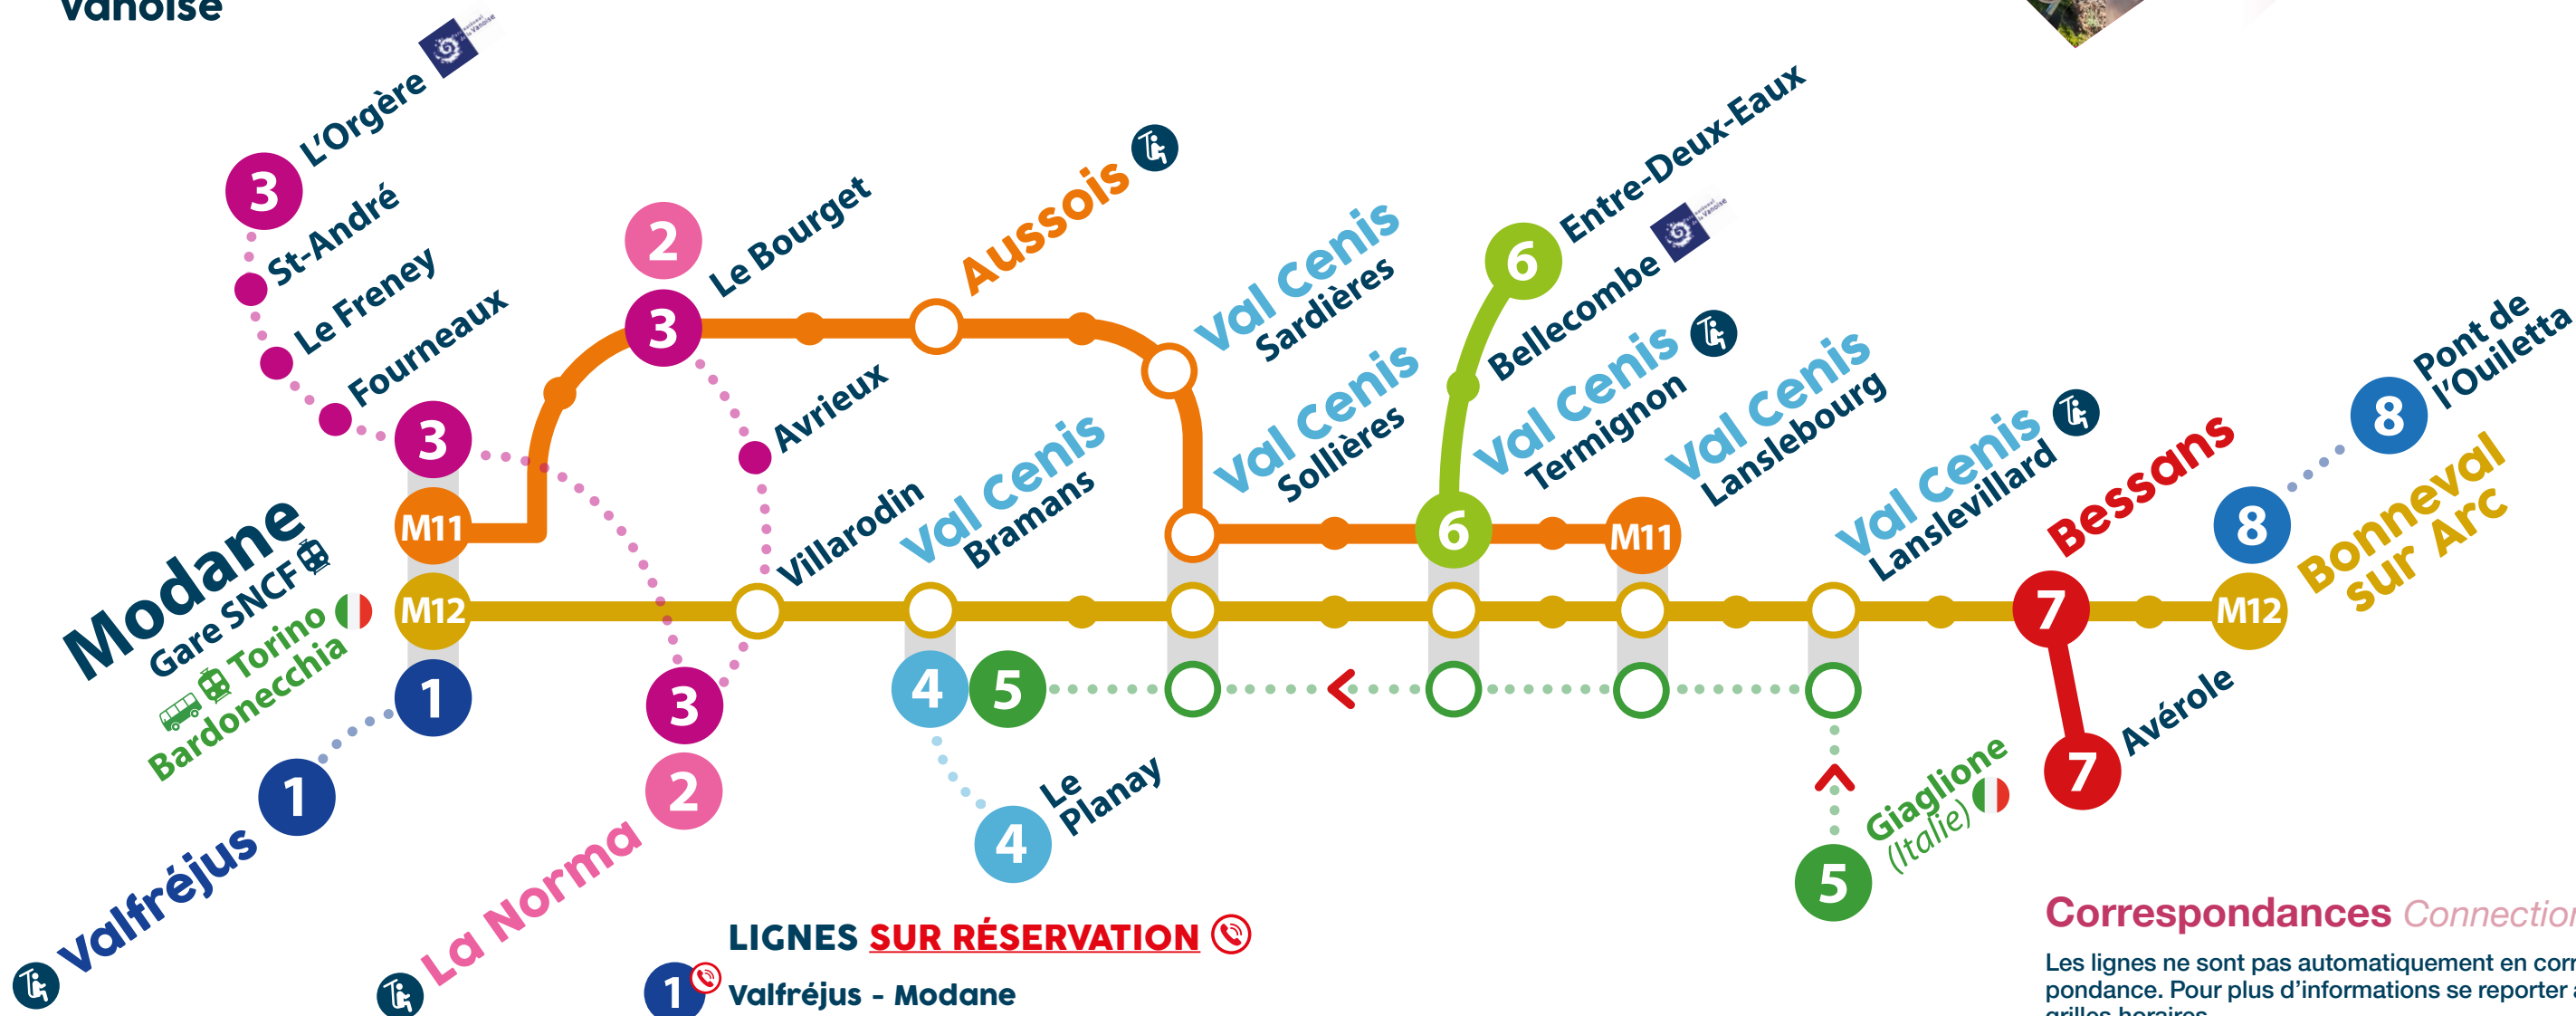 Vanoise
L'Orgère
3
St-André
Le Freney
Fourneaux
3
M11
M12
1
Modane
Gare SNCF
Torino
Bardonecchia
1
Valfréjus
2
3
Le Bourget
Avrieux
Villarodin
3
2
La Norma
Aussois
Val Cenis
Sardières
Val Cenis
Bramans
4
5
4
Le
Planay
Val Cenis
Sollières
6
Entre-Deux-Eaux
Bellecombe
Vanoise
6
Val Cenis
Termignon
Val Cenis
Lanslebourg
M11
Val Cenis
Lanslevillard
5
Giaglione
(Italie)
Bessans
7
7
Avérole
8
Pont de
l'Ouiletta
8
M12
Bonneval
sur Arc
LIGNES SUR RÉSERVATION
1 Valfréjus - Modane
Correspondances Connection
Les lignes ne sont pas automatiquement en corr
pondance. Pour plus d'informations se reporter a
grilles horaires